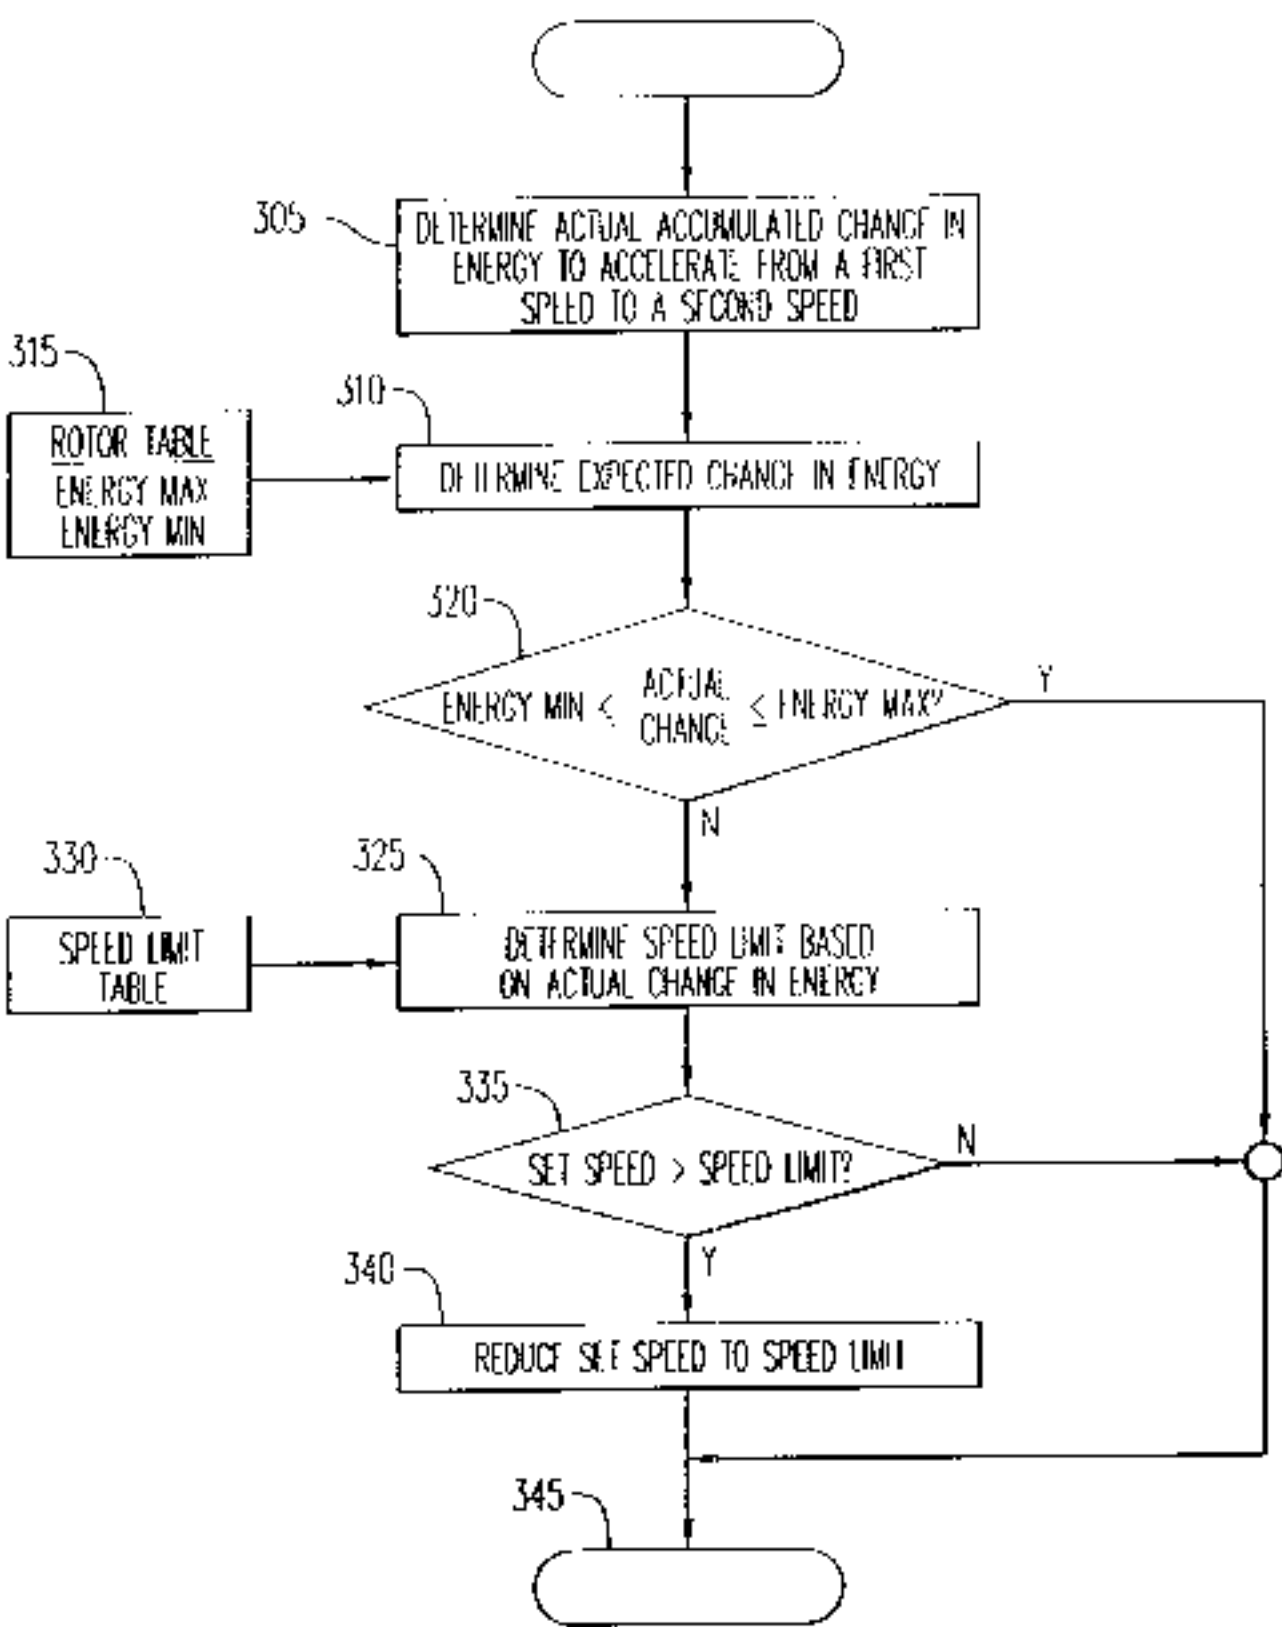 305
DETERMINE ACTUAL ACCUMULATED CHANGE IN
ENERGY TO ACCELERATE FROM A FIRST
SPEED TO A SECOND SPEED
315
ROTOR TABLE
ENERGY MAX
ENERGY MIN
310
DETERMINE EXPECTED CHANGE IN ENERGY
320
ENERGY MIN < ACTUAL CHANGE ≤ ENERGY MAX?
Y
N
330
SPEED LIMIT
TABLE
325
DETERMINE SPEED LIMIT BASED
ON ACTUAL CHANGE IN ENERGY
335
SET SPEED > SPEED LIMIT?
N
Y
340
REDUCE SET SPEED TO SPEED LIMIT
345